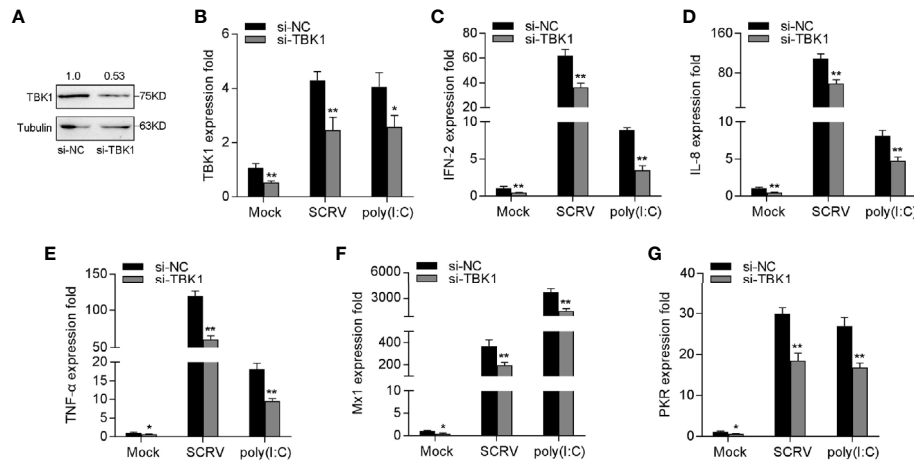 A
1.0 0.53
TBK1 75KD
Tubulin 63KD
si-NC si-TBK1
B
si-NC
si-TBK1
TBK1 expression fold
6
4
2
0
** ** *
Mock SCRV poly(I:C)
C
si-NC
si-TBK1
IFN-2 expression fold
80
60
40
20
10
5
0
** ** **
Mock SCRV poly(I:C)
D
si-NC
si-TBK1
IL-8 expression fold
160
80
10
5
0
** ** **
Mock SCRV poly(I:C)
E
si-NC
si-TBK1
TNF-α expression fold
150
100
50
20
15
10
5
0
* ** **
Mock SCRV poly(I:C)
F
si-NC
si-TBK1
Mx1 expression fold
6000
3000
400
200
10
5
0
* ** **
Mock SCRV poly(I:C)
G
si-NC
si-TBK1
PKR expression fold
40
30
20
10
0
* ** **
Mock SCRV poly(I:C)